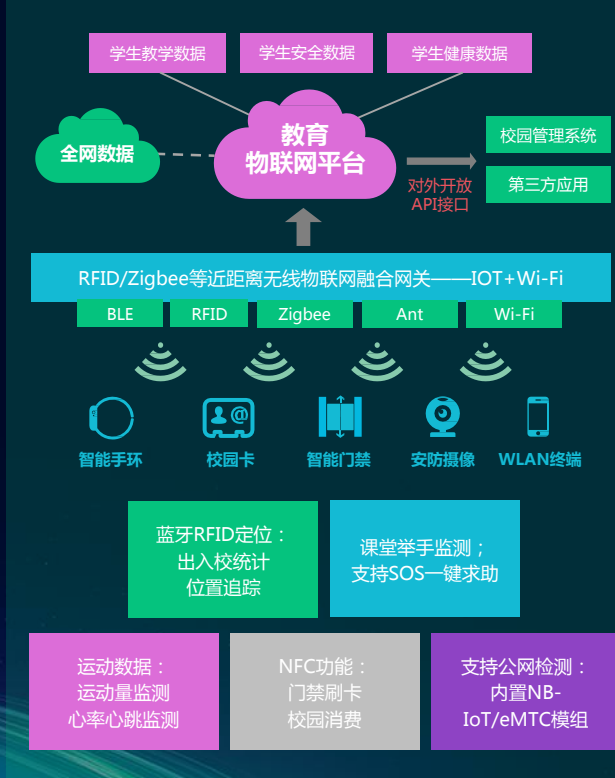 学生教学数据
学生安全数据
学生健康数据
全网数据
教育
物联网平台
对外开放
API接口
校园管理系统
第三方应用
RFID/Zigbee等近距离无线物联网融合网关——IOT+Wi-Fi
BLE
RFID
Zigbee
Ant
Wi-Fi
@
智能手环
校园卡
智能门禁
安防摄像
WLAN终端
蓝牙RFID定位：
出入校统计
位置追踪
课堂举手监测；
支持SOS一键求助
运动数据：
运动量监测
心率心跳监测
NFC功能：
门禁刷卡
校园消费
支持公网检测：
内置NB-
IoT/eMTC模组